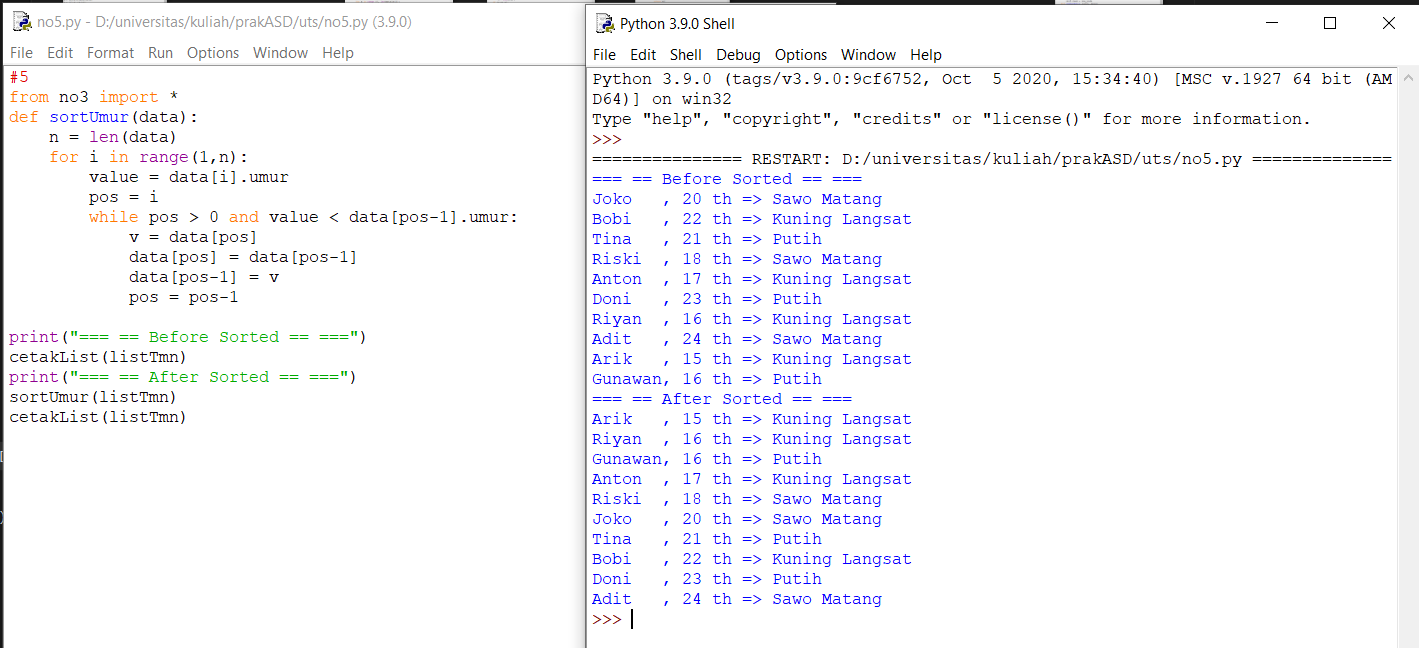 no5.py - D:/universitas/kuliah/prakASD/uts/no5.py (3.9.0)
File Edit Format Run Options Window Help
#5
from no3 import *
def sortUmur(data):
    n = len(data)
    for i in range(1,n):
        value = data[i].umur
        pos = i
        while pos > 0 and value < data[pos-1].umur:
            v = data[pos]
            data[pos] = data[pos-1]
            data[pos-1] = v
            pos = pos-1

print("=== == Before Sorted == ===")
cetakList(listTmn)
print("=== == After Sorted == ===")
sortUmur(listTmn)
cetakList(listTmn)
Python 3.9.0 Shell
File Edit Shell Debug Options Window Help
Python 3.9.0 (tags/v3.9.0:9cf6752, Oct  5 2020, 15:34:40) [MSC v.1927 64 bit (AM
D64)] on win32
Type "help", "copyright", "credits" or "license()" for more information.
>>>
=============== RESTART: D:/universitas/kuliah/prakASD/uts/no5.py ==============
=== == Before Sorted == ===
Joko   , 20 th => Sawo Matang
Bobi   , 22 th => Kuning Langsat
Tina   , 21 th => Putih
Riski  , 18 th => Sawo Matang
Anton  , 17 th => Kuning Langsat
Doni   , 23 th => Putih
Riyan  , 16 th => Kuning Langsat
Adit   , 24 th => Sawo Matang
Arik   , 15 th => Kuning Langsat
Gunawan, 16 th => Putih
=== == After Sorted == ===
Arik   , 15 th => Kuning Langsat
Riyan  , 16 th => Kuning Langsat
Gunawan, 16 th => Putih
Anton  , 17 th => Kuning Langsat
Riski  , 18 th => Sawo Matang
Joko   , 20 th => Sawo Matang
Tina   , 21 th => Putih
Bobi   , 22 th => Kuning Langsat
Doni   , 23 th => Putih
Adit   , 24 th => Sawo Matang
>>>